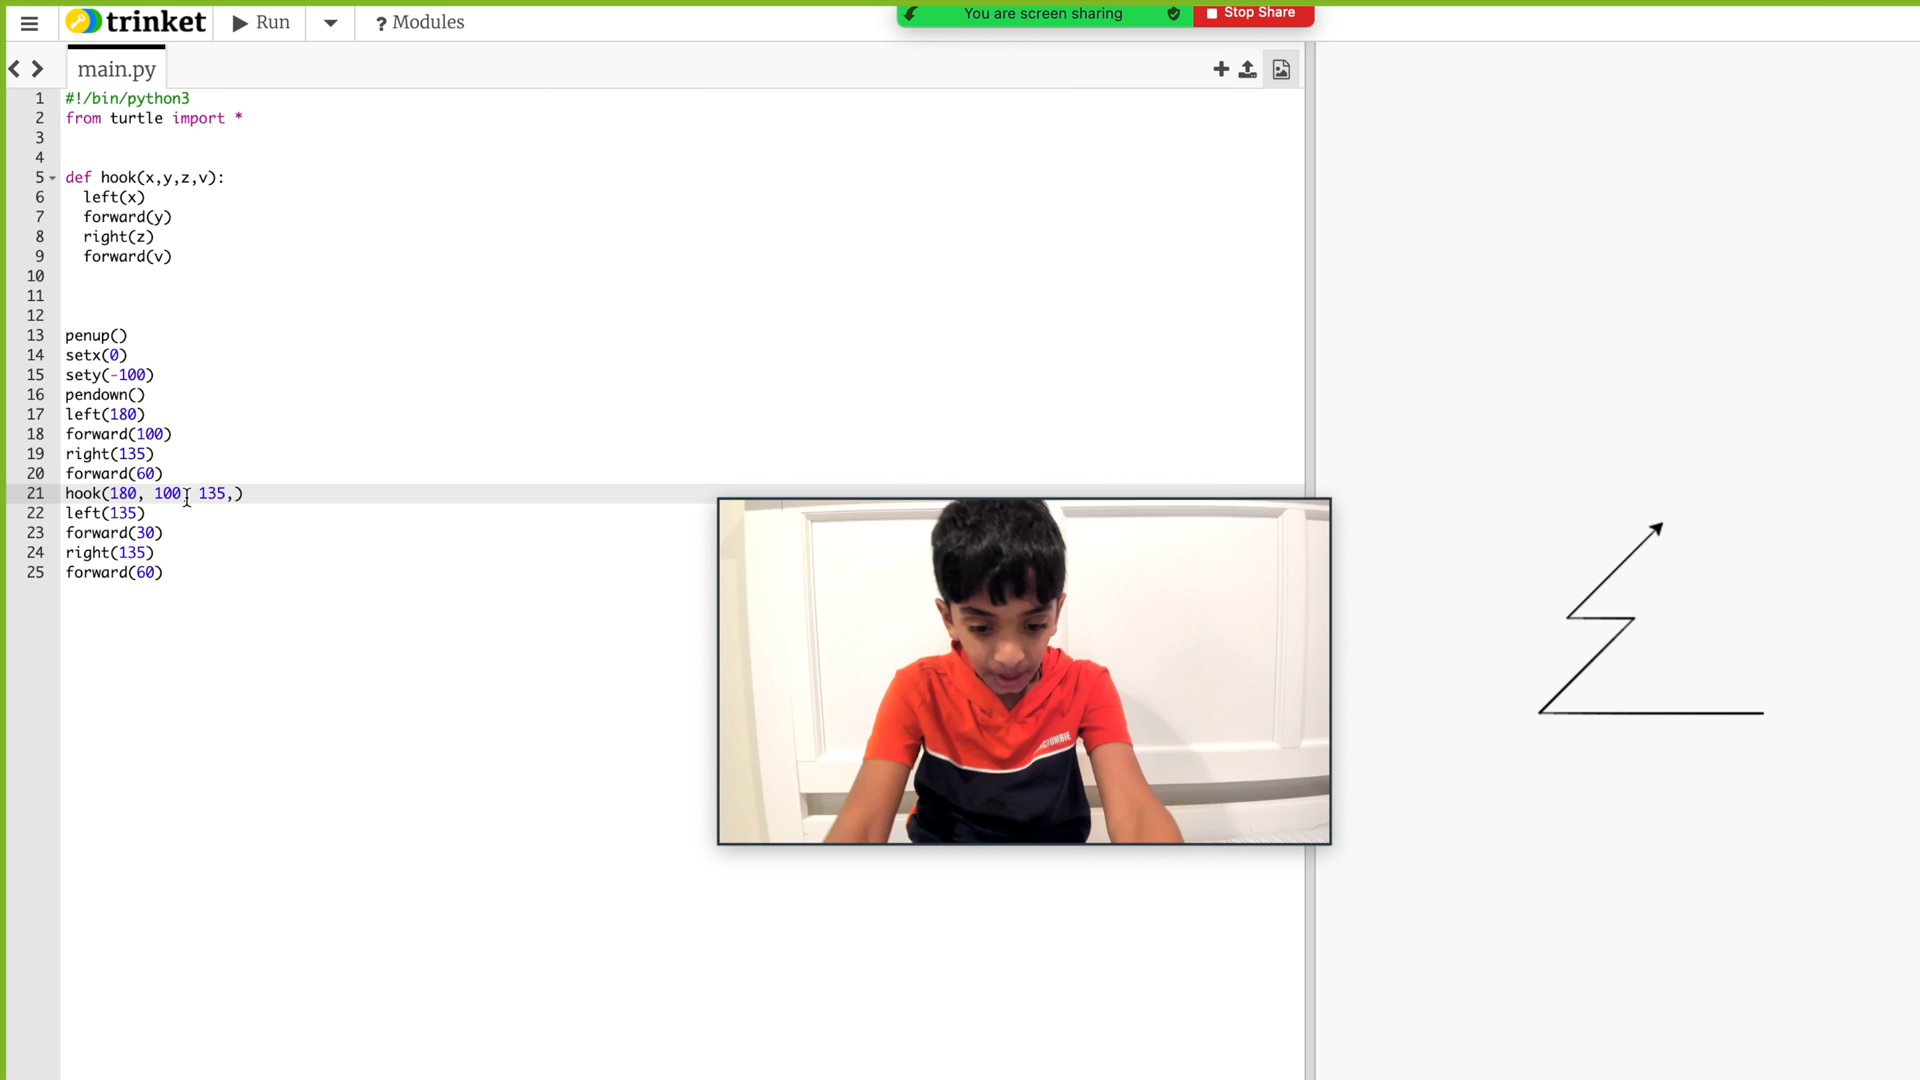 trinket
Run
? Modules
You are screen sharing
Stop Share
main.py
1 #!/bin/python3
2 from turtle import *
3
4
5 def hook(x,y,z,v):
6 left(x)
7 forward(y)
8 right(z)
9 forward(v)
10
11
12
13 penup()
14 setx(0)
15 sety(-100)
16 pendown()
17 left(180)
18 forward(100)
19 right(135)
20 forward(60)
21 hook(180, 100, 135,)
22 left(135)
23 forward(30)
24 right(135)
25 forward(60)